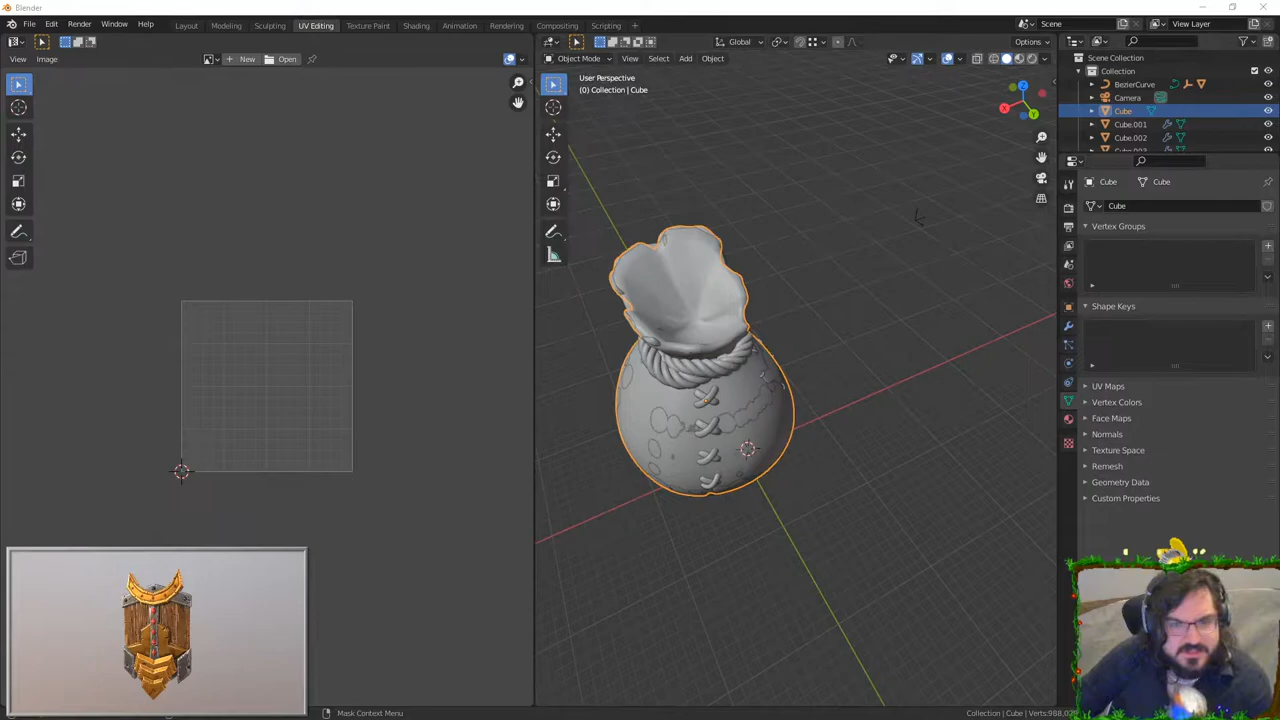 Blender
File Edit Render Window Help Layout Modeling Sculpting UV Editing Texture Paint Shading Animation Rendering Compositing Scripting + Scene View Layer
Global Options
View Image New Open Object Mode View Select Add Object
User Perspective
(0) Collection | Cube
Scene Collection
Collection
BezierCurve
Camera
Cube
Cube.001
Cube.002
Cube Cube
Cube
Vertex Groups
Shape Keys
UV Maps
Vertex Colors
Face Maps
Normals
Texture Space
Remesh
Geometry Data
Custom Properties
X Y Z
Mask Context Menu
Collection | Cube | Verts:988,0